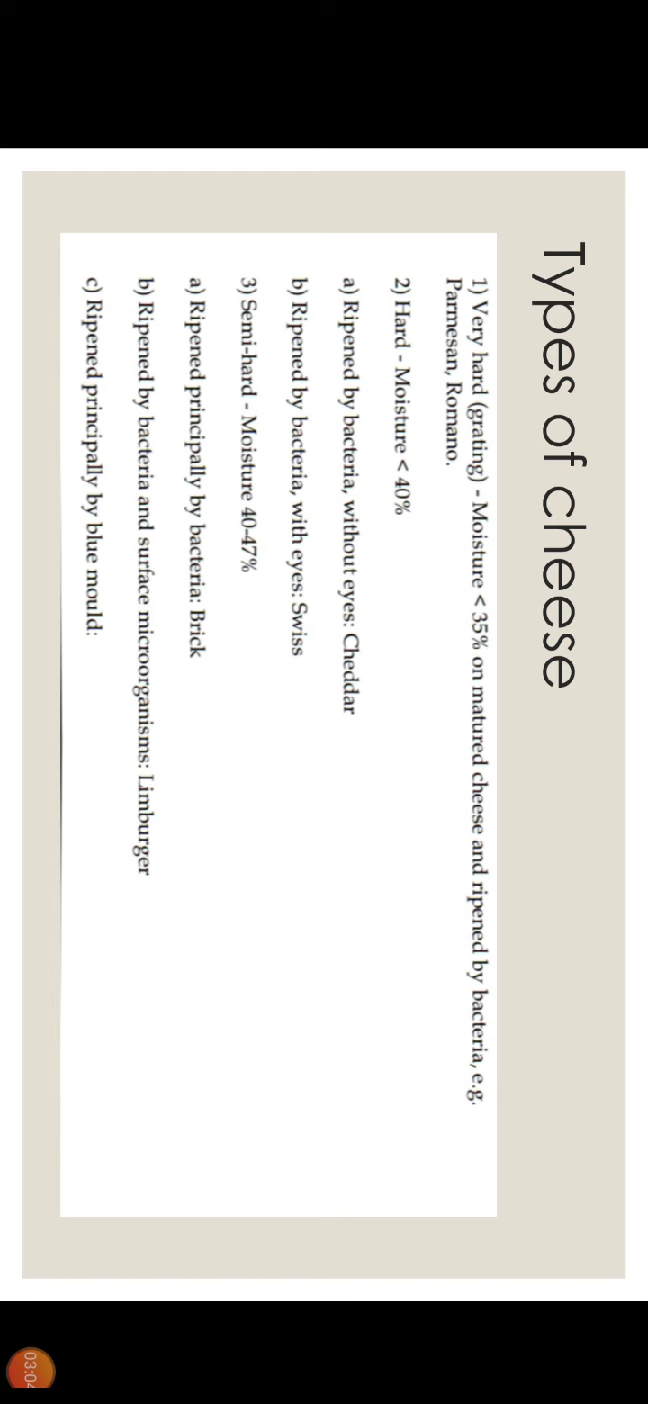 Types of cheese
1) Very hard (grating) - Moisture < 35% on matured cheese and ripened by bacteria, e.g.
Parmesan, Romano.
2) Hard - Moisture < 40%
a) Ripened by bacteria, without eyes: Cheddar
b) Ripened by bacteria, with eyes: Swiss
3) Semi-hard - Moisture 40-47%
a) Ripened principally by bacteria: Brick
b) Ripened by bacteria and surface microorganisms: Limburger
c) Ripened principally by blue mould: